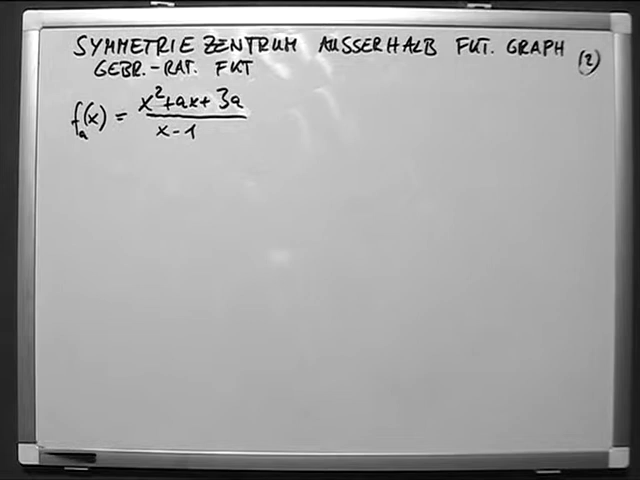 SYMMETRIEZENTRUM AUSSERHALB FKT. GRAPH (2)
GEBR.-RAT. FKT
fₐ(x) = (x²+ax+3a)/(x-1)